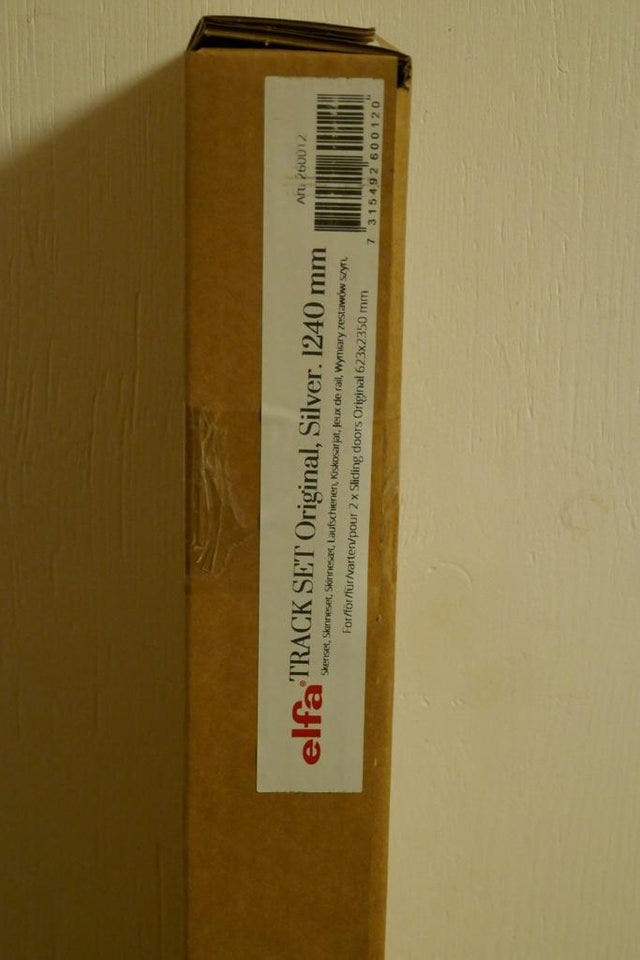 elfa® TRACK SET Original, Silver. 1240 mm
Skenset, Skinneset, Skinnesæt, Laufschienen, Kiskosarjat, Jeux de rail, Wymiary zestawów szyn,
For/för/für/varten/pour 2 x Sliding doors Original 623x2350 mm
Art. 260012
7 315492 600120